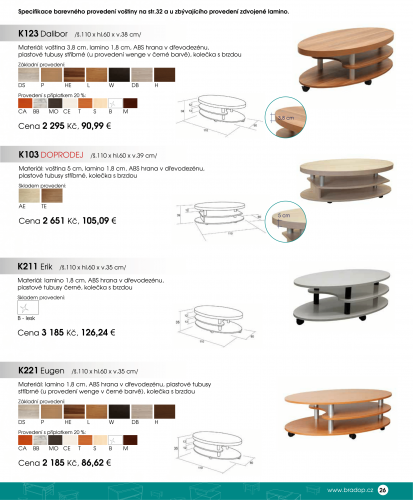 Specifikace barevného provedení voštiny na str.32 a u zbývajícího provedení zdvojené lamino.
K123 Dalibor /š.110 x hl.60 x v.38 cm/
Materiál: voština 3,8 cm, lamino 1,8 cm, ABS hrana v dřevodezénu,
plastové tubusy stříbrné (u provedení wenge v černé barvě), kolečka s brzdou
Základní provedení:
DS P HE L W DB H
Provedení s příplatkem 20 %:
CA BB MO CE T S B M
Cena 2 295 Kč, 90,99 €
3,8 cm
K103 DOPRODEJ /š.110 x hl.60 x v.39 cm/
Materiál: voština 5 cm, lamino 1,8 cm, ABS hrana v dřevodezénu,
plastové tubusy stříbrné, kolečka s brzdou
Skladem provedení:
AE TE
Cena 2 651 Kč, 105,09 €
5 cm
K211 Erik /š.110 x hl.60 x v.35 cm/
Materiál: lamino 1,8 cm, ABS hrana v dřevodezénu,
plastové tubusy černé, kolečka s brzdou
Skladem provedení:
B - lesk
Cena 3 185 Kč, 126,24 €
K221 Eugen /š.110 x hl.60 x v.35 cm/
Materiál: lamino 1,8 cm, ABS hrana v dřevodezénu, plastové tubusy
stříbrné (u provedení wenge v černé barvě), kolečka s brzdou
Základní provedení:
DS P HE L W DB H
Provedení s příplatkem 20 %:
CA BB MO CE T S B M
Cena 2 185 Kč, 86,62 €
www.bradop.cz 26